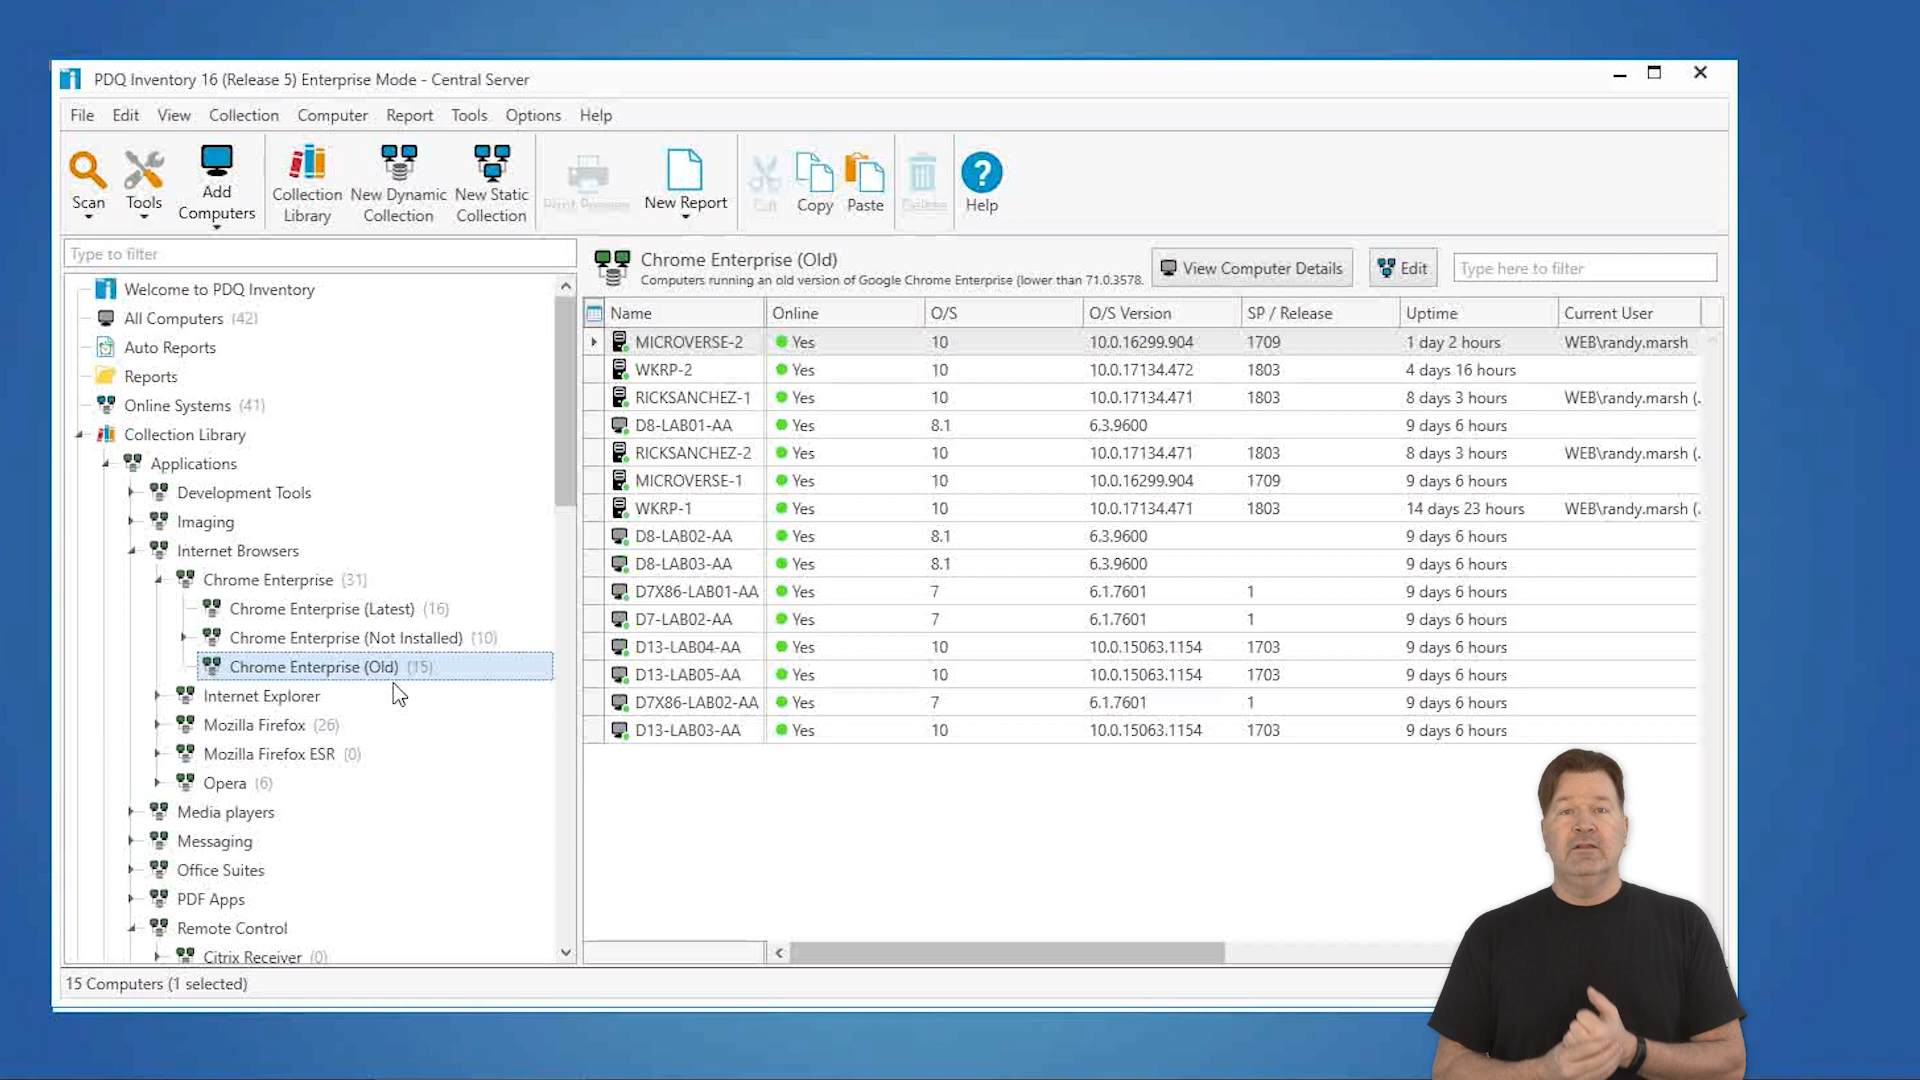 PDQ Inventory 16 (Release 5) Enterprise Mode - Central Server
File Edit View Collection Computer Report Tools Options Help
Scan
Tools
Add Computers
Collection Library
New Dynamic Collection
New Static Collection
Print Preview
New Report
Cut
Copy
Paste
Delete
Help
Type to filter
Welcome to PDQ Inventory
All Computers (42)
Auto Reports
Reports
Online Systems (41)
Collection Library
Applications
Development Tools
Imaging
Internet Browsers
Chrome Enterprise (31)
Chrome Enterprise (Latest) (16)
Chrome Enterprise (Not Installed) (10)
Chrome Enterprise (Old) (15)
Internet Explorer
Mozilla Firefox (26)
Mozilla Firefox ESR (0)
Opera (6)
Media players
Messaging
Office Suites
PDF Apps
Remote Control
Citrix Receiver (0)
Chrome Enterprise (Old)
Computers running an old version of Google Chrome Enterprise (lower than 71.0.3578.
View Computer Details
Edit
Type here to filter
Name Online O/S O/S Version SP / Release Uptime Current User
MICROVERSE-2 Yes 10 10.0.16299.904 1709 1 day 2 hours WEB\randy.marsh
WKRP-2 Yes 10 10.0.17134.472 1803 4 days 16 hours
RICKSANCHEZ-1 Yes 10 10.0.17134.471 1803 8 days 3 hours WEB\randy.marsh (.
D8-LAB01-AA Yes 8.1 6.3.9600 9 days 6 hours
RICKSANCHEZ-2 Yes 10 10.0.17134.471 1803 8 days 3 hours WEB\randy.marsh (.
MICROVERSE-1 Yes 10 10.0.16299.904 1709 9 days 6 hours
WKRP-1 Yes 10 10.0.17134.471 1803 14 days 23 hours WEB\randy.marsh (.
D8-LAB02-AA Yes 8.1 6.3.9600 9 days 6 hours
D8-LAB03-AA Yes 8.1 6.3.9600 9 days 6 hours
D7X86-LAB01-AA Yes 7 6.1.7601 1 9 days 6 hours
D7-LAB02-AA Yes 7 6.1.7601 1 9 days 6 hours
D13-LAB04-AA Yes 10 10.0.15063.1154 1703 9 days 6 hours
D13-LAB05-AA Yes 10 10.0.15063.1154 1703 9 days 6 hours
D7X86-LAB02-AA Yes 7 6.1.7601 1 9 days 6 hours
D13-LAB03-AA Yes 10 10.0.15063.1154 1703 9 days 6 hours
15 Computers (1 selected)